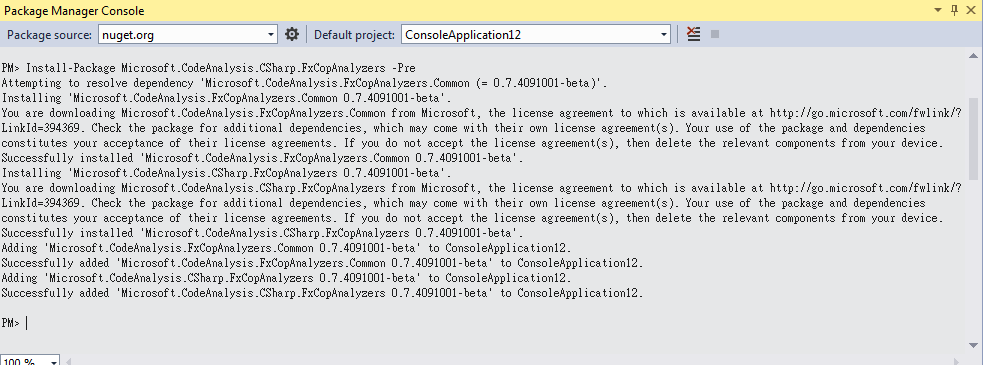 Package Manager Console
Package source: nuget.org Default project: ConsoleApplication12
PM> Install-Package Microsoft.CodeAnalysis.CSharp.FxCopAnalyzers -Pre
Attempting to resolve dependency 'Microsoft.CodeAnalysis.FxCopAnalyzers.Common (= 0.7.4091001-beta)'.
Installing 'Microsoft.CodeAnalysis.FxCopAnalyzers.Common 0.7.4091001-beta'.
You are downloading Microsoft.CodeAnalysis.FxCopAnalyzers.Common from Microsoft, the license agreement to which is available at http://go.microsoft.com/fwlink/?
LinkId=394369. Check the package for additional dependencies, which may come with their own license agreement(s). Your use of the package and dependencies
constitutes your acceptance of their license agreements. If you do not accept the license agreement(s), then delete the relevant components from your device.
Successfully installed 'Microsoft.CodeAnalysis.FxCopAnalyzers.Common 0.7.4091001-beta'.
Installing 'Microsoft.CodeAnalysis.CSharp.FxCopAnalyzers 0.7.4091001-beta'.
You are downloading Microsoft.CodeAnalysis.CSharp.FxCopAnalyzers from Microsoft, the license agreement to which is available at http://go.microsoft.com/fwlink/?
LinkId=394369. Check the package for additional dependencies, which may come with their own license agreement(s). Your use of the package and dependencies
constitutes your acceptance of their license agreements. If you do not accept the license agreement(s), then delete the relevant components from your device.
Successfully installed 'Microsoft.CodeAnalysis.CSharp.FxCopAnalyzers 0.7.4091001-beta'.
Adding 'Microsoft.CodeAnalysis.FxCopAnalyzers.Common 0.7.4091001-beta' to ConsoleApplication12.
Successfully added 'Microsoft.CodeAnalysis.FxCopAnalyzers.Common 0.7.4091001-beta' to ConsoleApplication12.
Adding 'Microsoft.CodeAnalysis.CSharp.FxCopAnalyzers 0.7.4091001-beta' to ConsoleApplication12.
Successfully added 'Microsoft.CodeAnalysis.CSharp.FxCopAnalyzers 0.7.4091001-beta' to ConsoleApplication12.
PM>
100 %